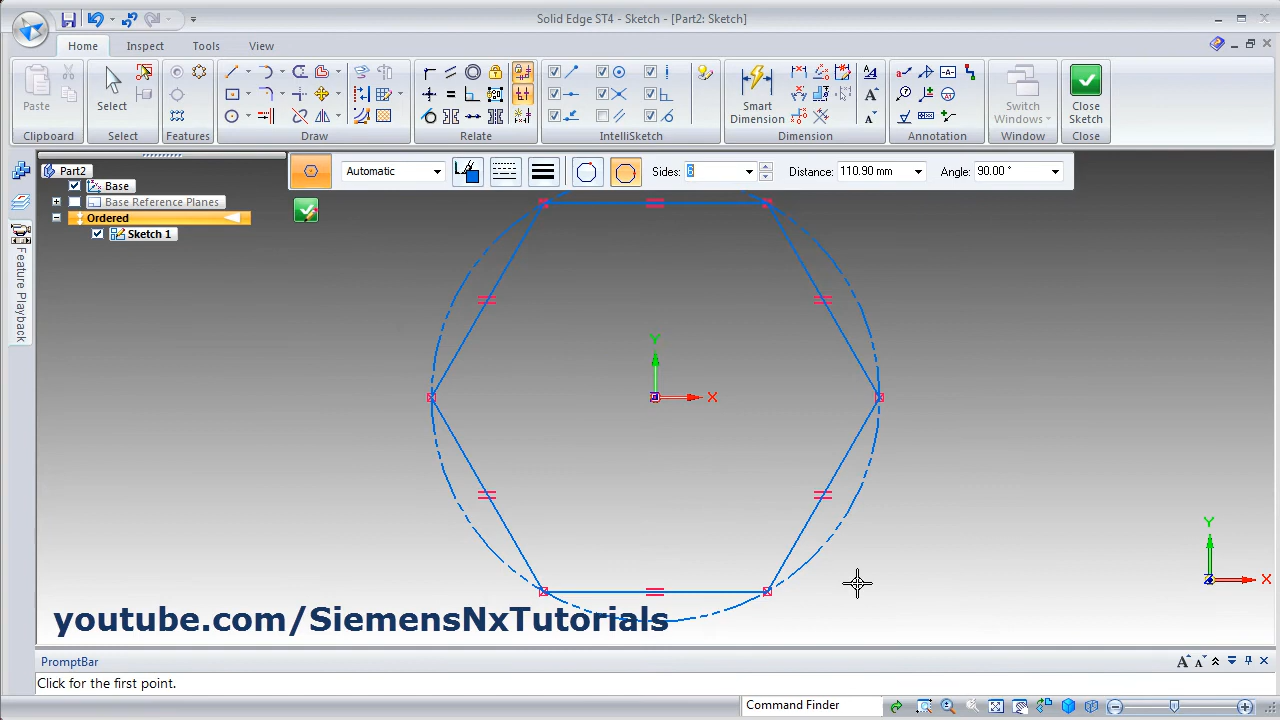 Solid Edge ST4 - Sketch - [Part2: Sketch]
Home Inspect Tools View
Paste
Select
Smart Dimension
Switch Windows
Close Sketch
Clipboard Select Features Draw Relate IntelliSketch Dimension Annotation Window Close
Part2
Automatic Sides: 6 Distance: 110.90 mm Angle: 90.00 °
Base
Base Reference Planes
Ordered
Sketch 1
Feature Playback
Y
X
Y
X
youtube.com/SiemensNxTutorials
PromptBar
Click for the first point.
Command Finder